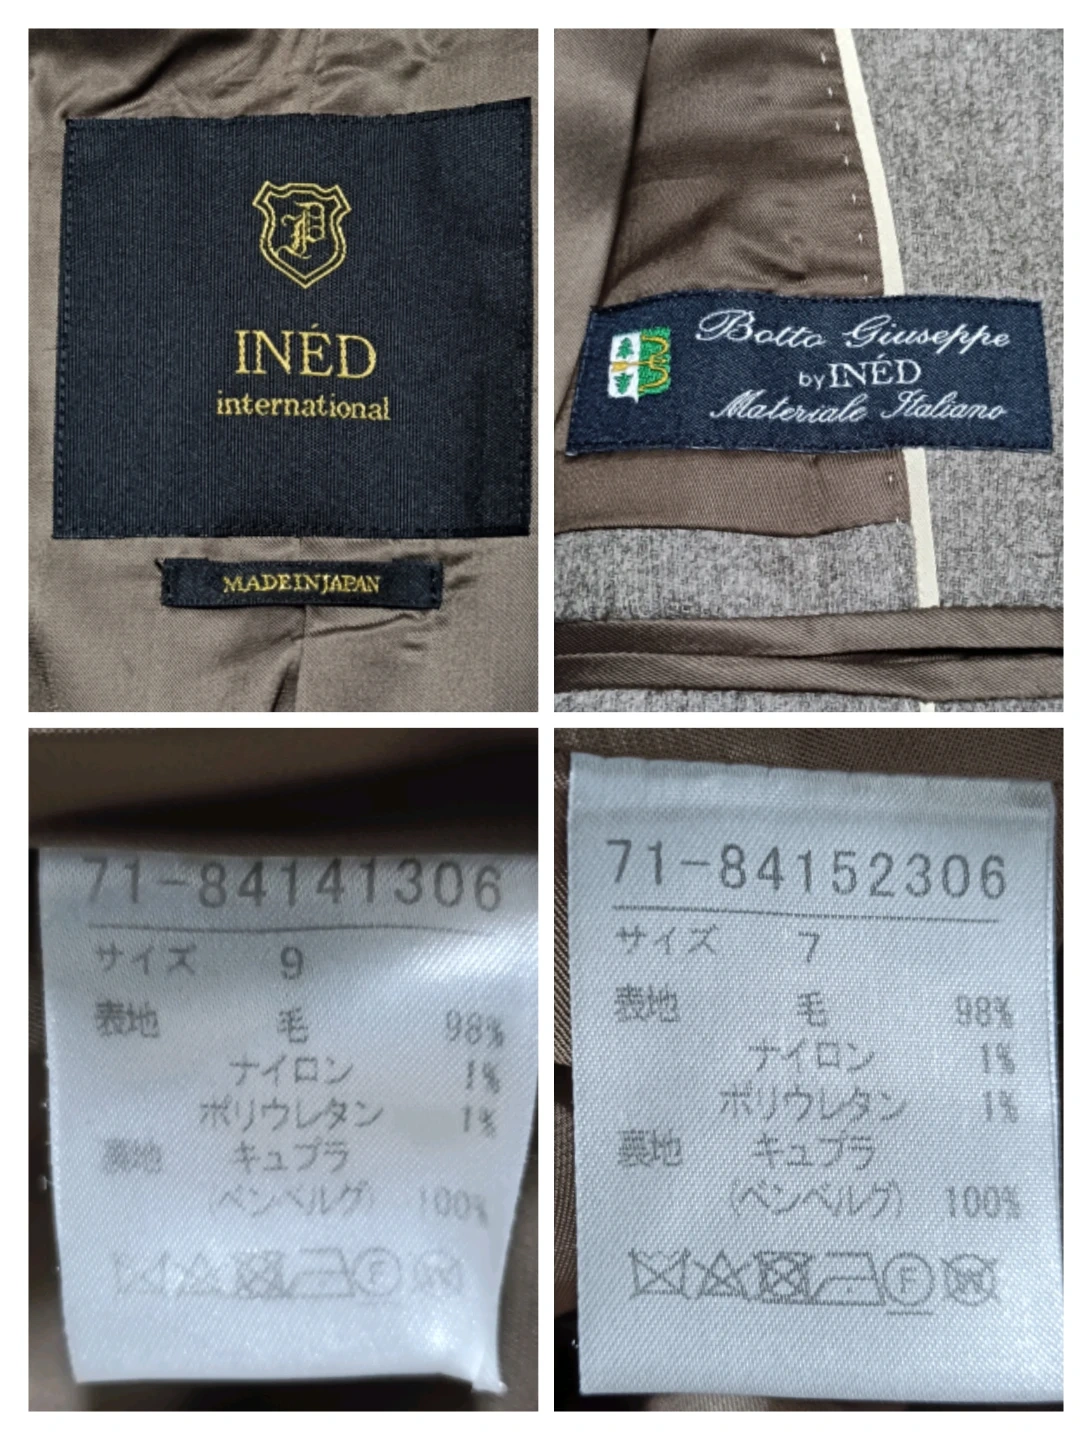 P
INÉD
international
MADE IN JAPAN
Botto Giuseppe
by INÉD
Materiale Italiano
71-84141306
サイズ 9
表地 毛 98%
ナイロン 1%
ポリウレタン 1%
裏地 キュプラ
(ベンベルグ) 100%
71-84152306
サイズ 7
表地 毛 98%
ナイロン 1%
ポリウレタン 1%
裏地 キュプラ
(ベンベルグ) 100%
F
W